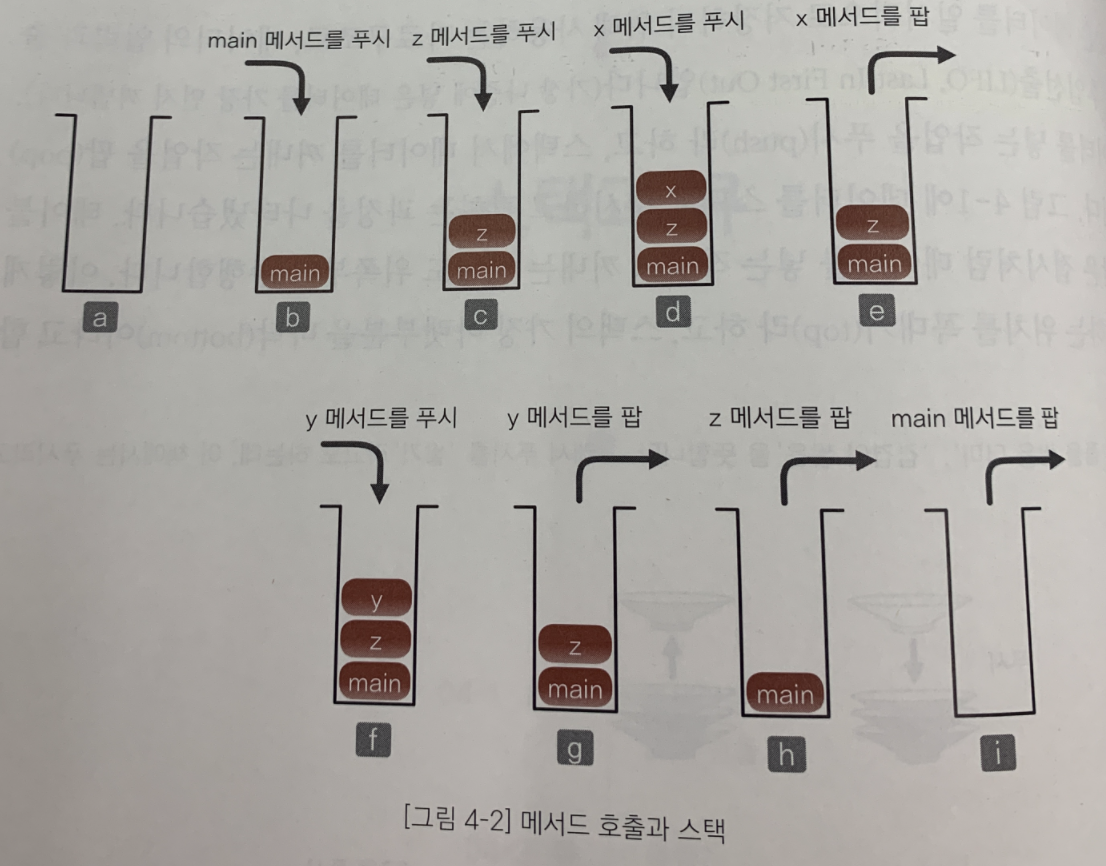 main 메서드를 푸시
z 메서드를 푸시
x 메서드를 푸시
x 메서드를 팝
main
z
main
x
z
main
z
main
a
b
c
d
e
y 메서드를 푸시
y 메서드를 팝
z 메서드를 팝
main 메서드를 팝
y
z
main
z
main
main
f
g
h
i
[그림 4-2] 메서드 호출과 스택